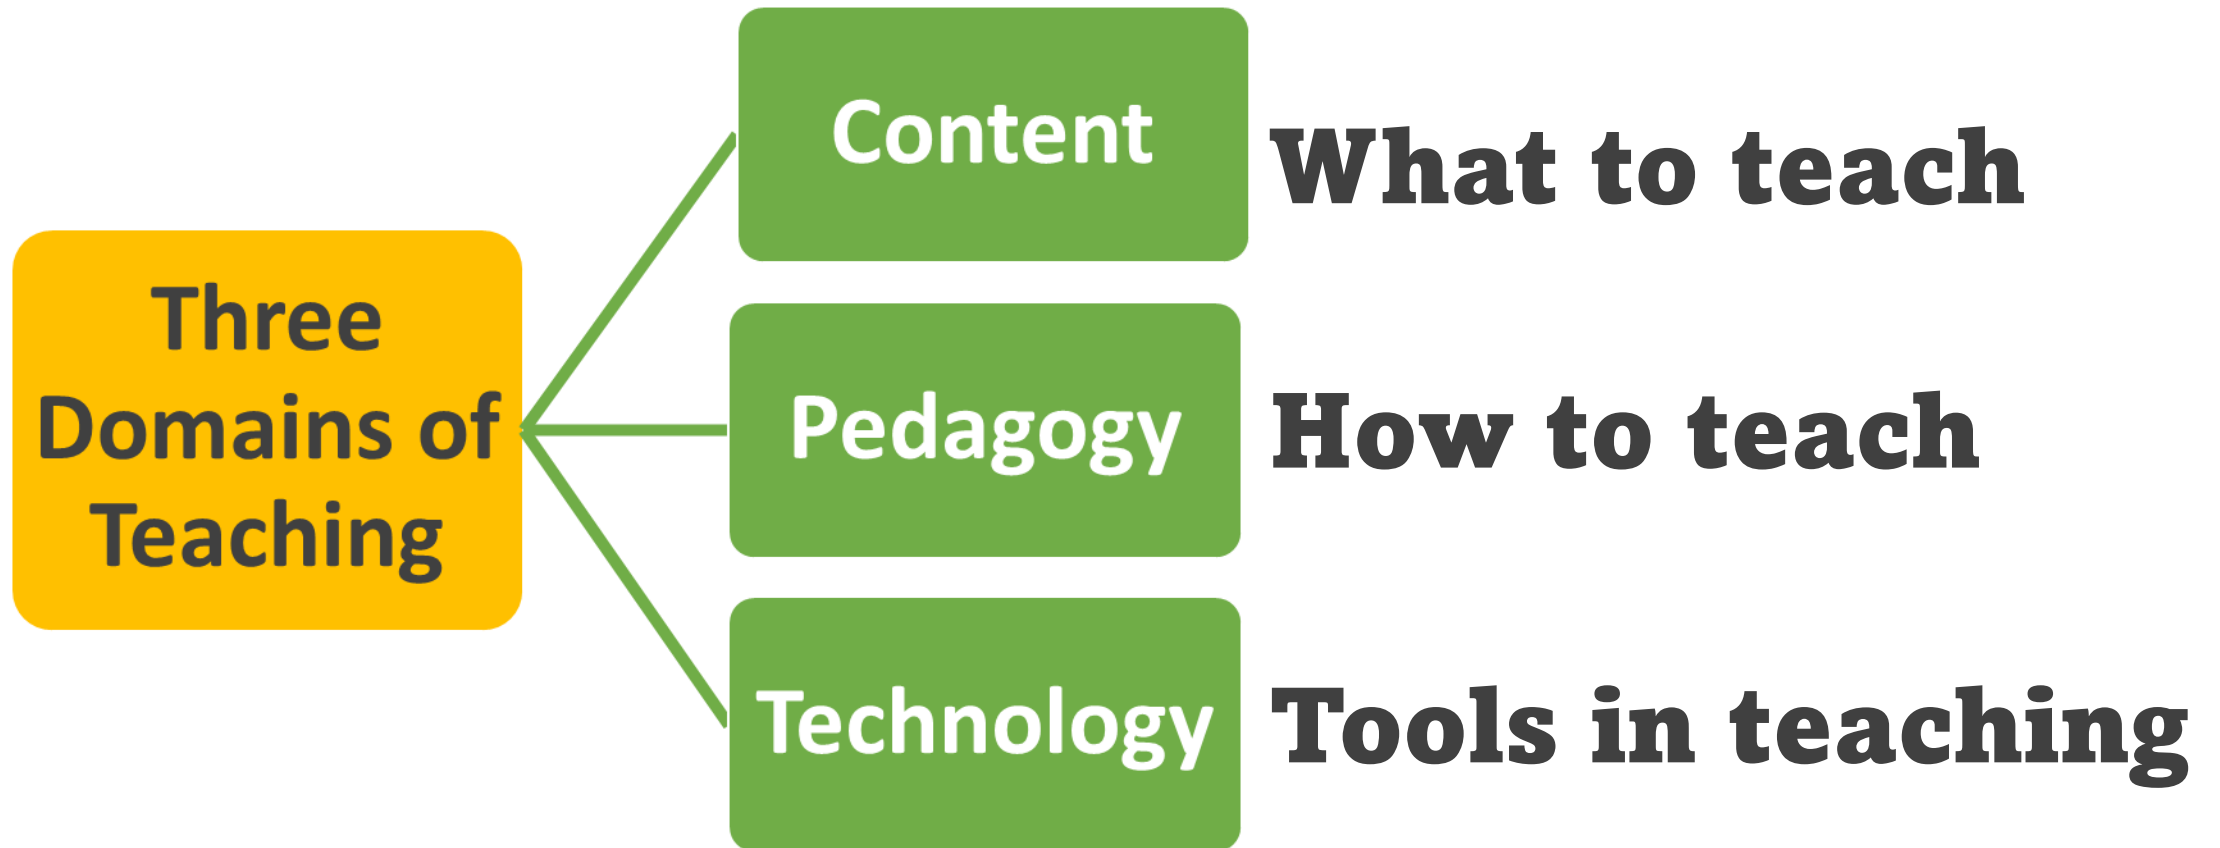 Three
Domains of
Teaching
Content
What to teach
Pedagogy
How to teach
Technology
Tools in teaching